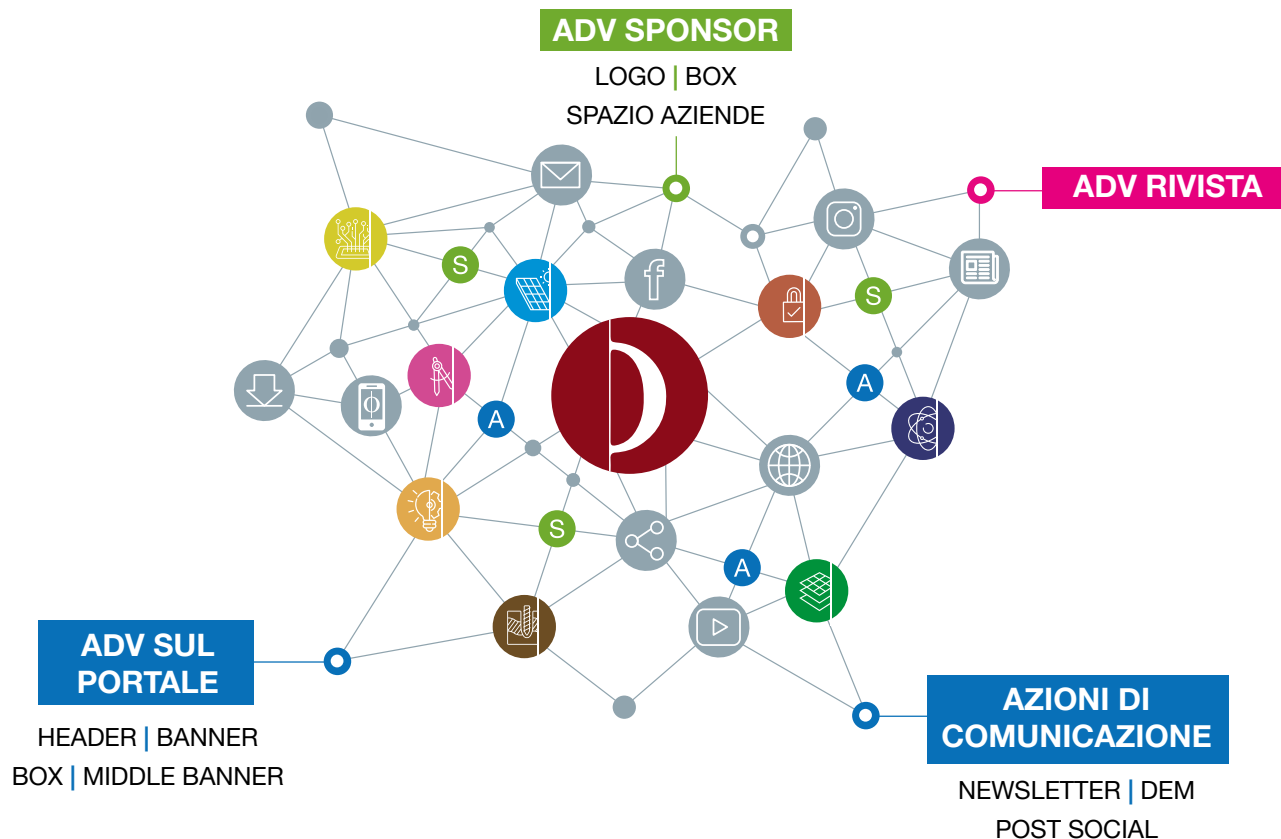 ADV SPONSOR
LOGO | BOX
SPAZIO AZIENDE
ADV RIVISTA
f
S
S
A
A
S
A
ADV SUL
PORTALE
HEADER | BANNER
BOX | MIDDLE BANNER
AZIONI DI
COMUNICAZIONE
NEWSLETTER | DEM
POST SOCIAL